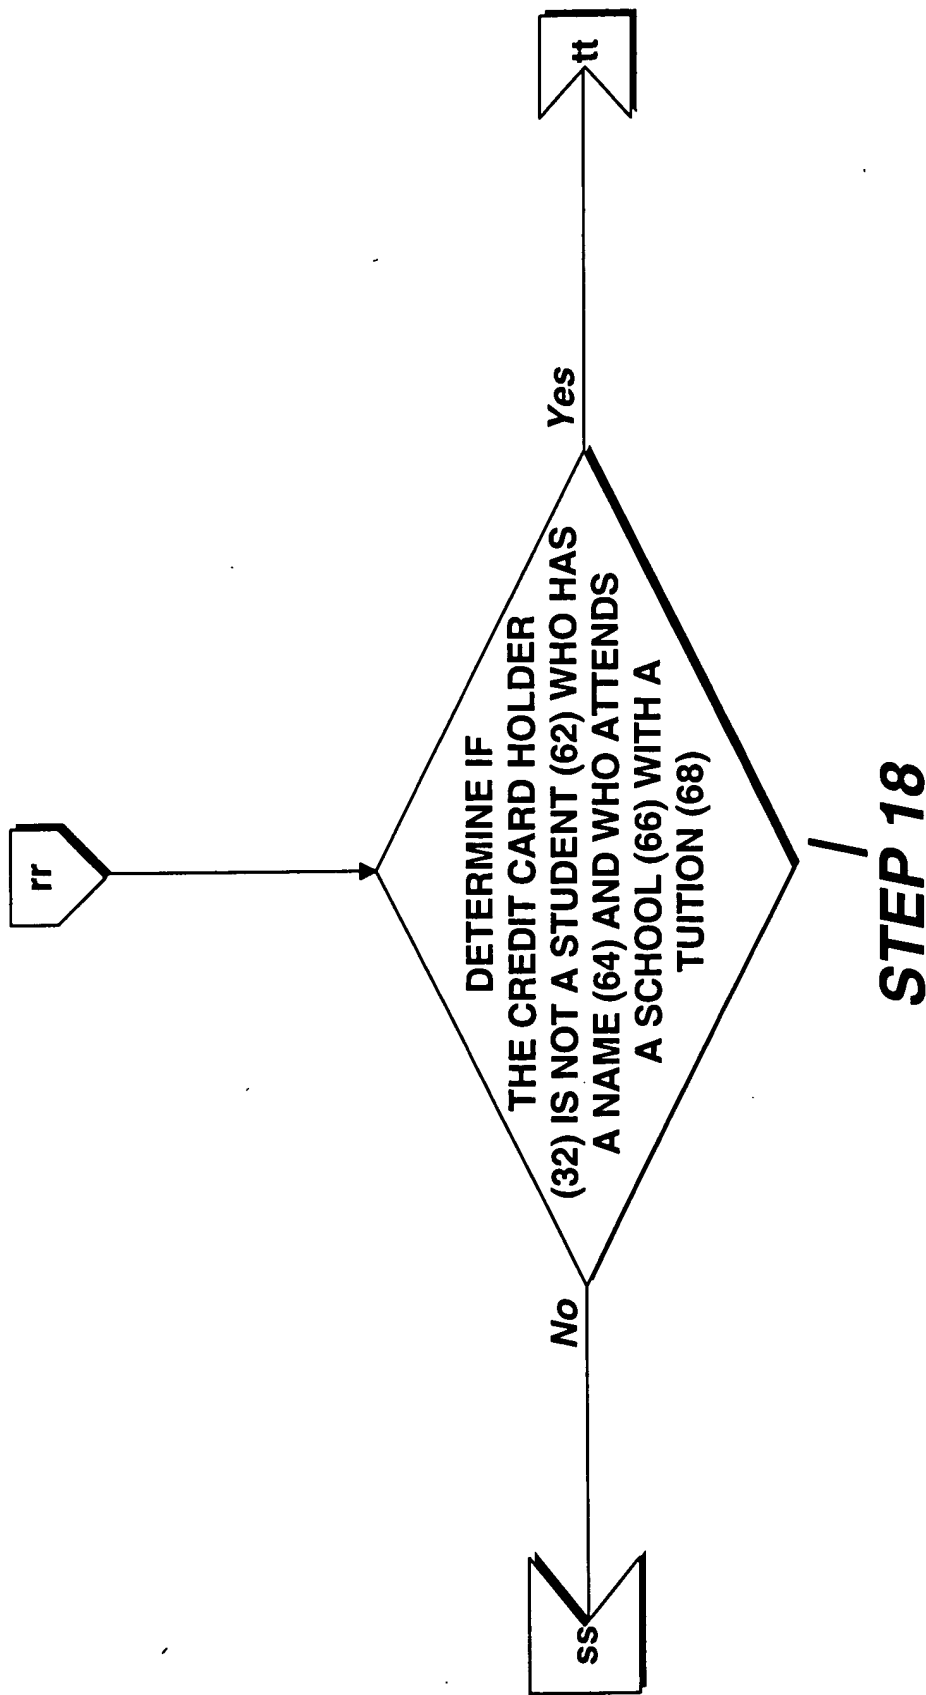 rr
DETERMINE IF
THE CREDIT CARD HOLDER
(32) IS NOT A STUDENT (62) WHO HAS
A NAME (64) AND WHO ATTENDS
A SCHOOL (66) WITH A
TUITION (68)
No
Yes
ss
tt
STEP 18